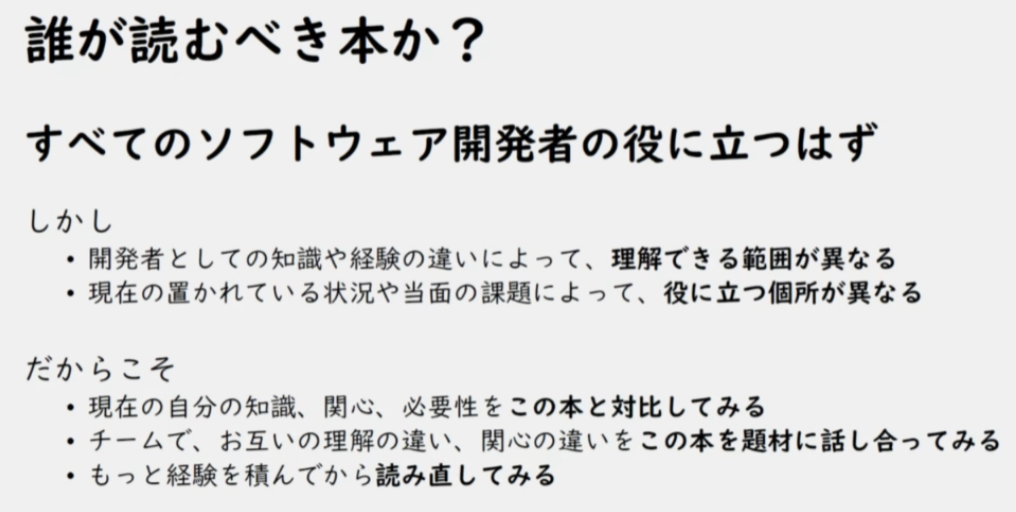 誰が読むべき本か？
すべてのソフトウェア開発者の役に立つはず
しかし
• 開発者としての知識や経験の違いによって、理解できる範囲が異なる
• 現在の置かれている状況や当面の課題によって、役に立つ個所が異なる
だからこそ
• 現在の自分の知識、関心、必要性をこの本と対比してみる
• チームで、お互いの理解の違い、関心の違いをこの本を題材に話し合ってみる
• もっと経験を積んでから読み直してみる